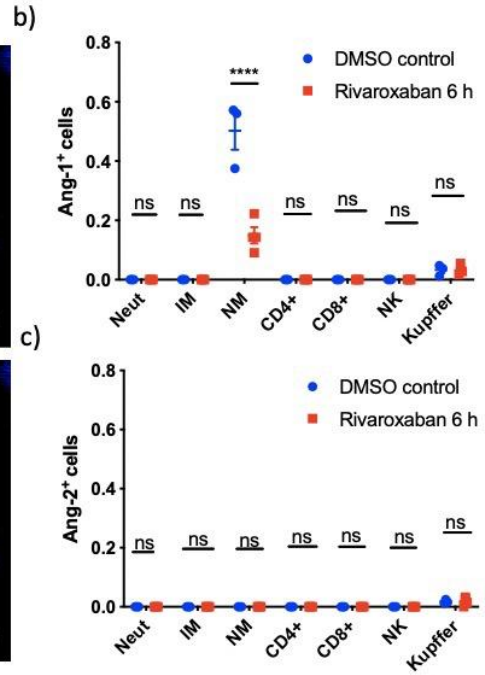 b)
Ang-1⁺ cells
0.8
0.6
0.4
0.2
0.0
DMSO control
Rivaroxaban 6 h
ns
ns
****
ns
ns
ns
ns
Neut
IM
NM
CD4+
CD8+
NK
Kupffer
c)
Ang-2⁺ cells
0.8
0.6
0.4
0.2
0.0
DMSO control
Rivaroxaban 6 h
ns
ns
ns
ns
ns
ns
ns
Neut
IM
NM
CD4+
CD8+
NK
Kupffer